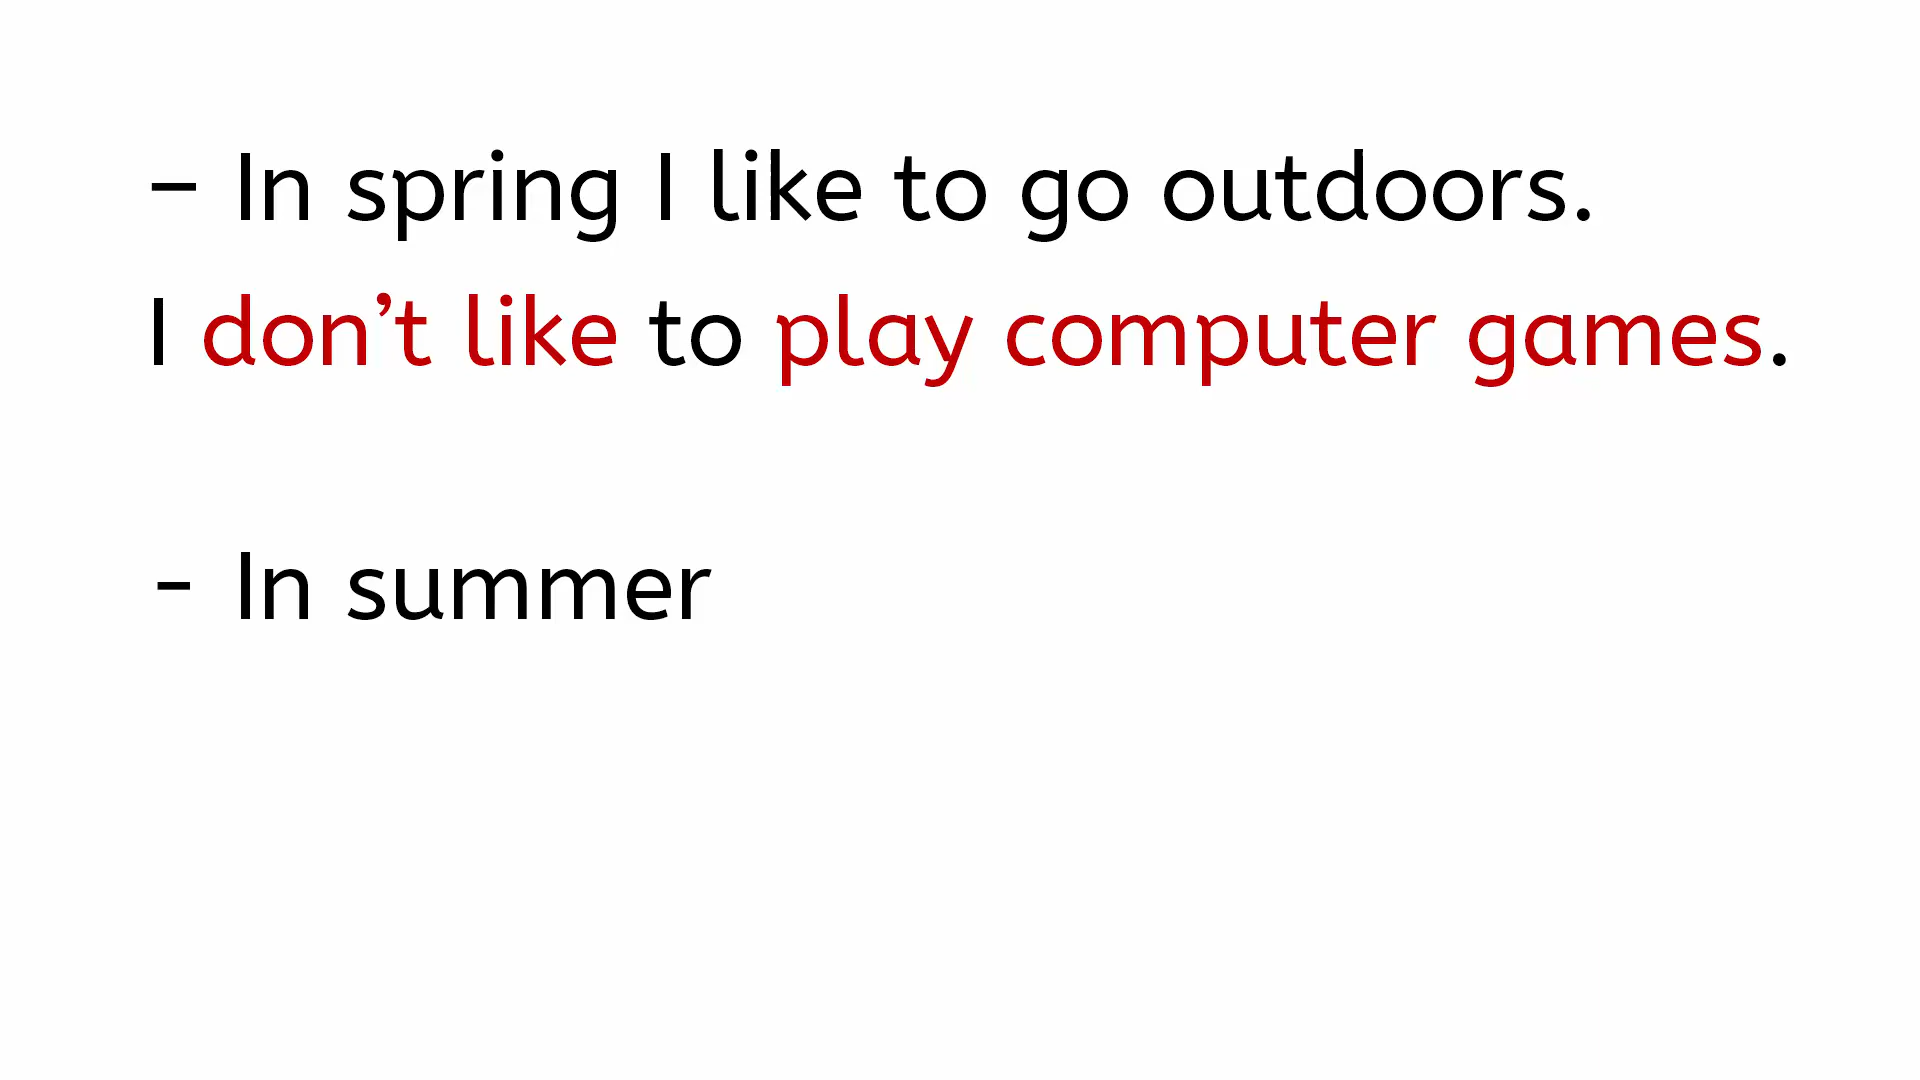 – In spring I like to go outdoors.
I don’t like to play computer games.
- In summer